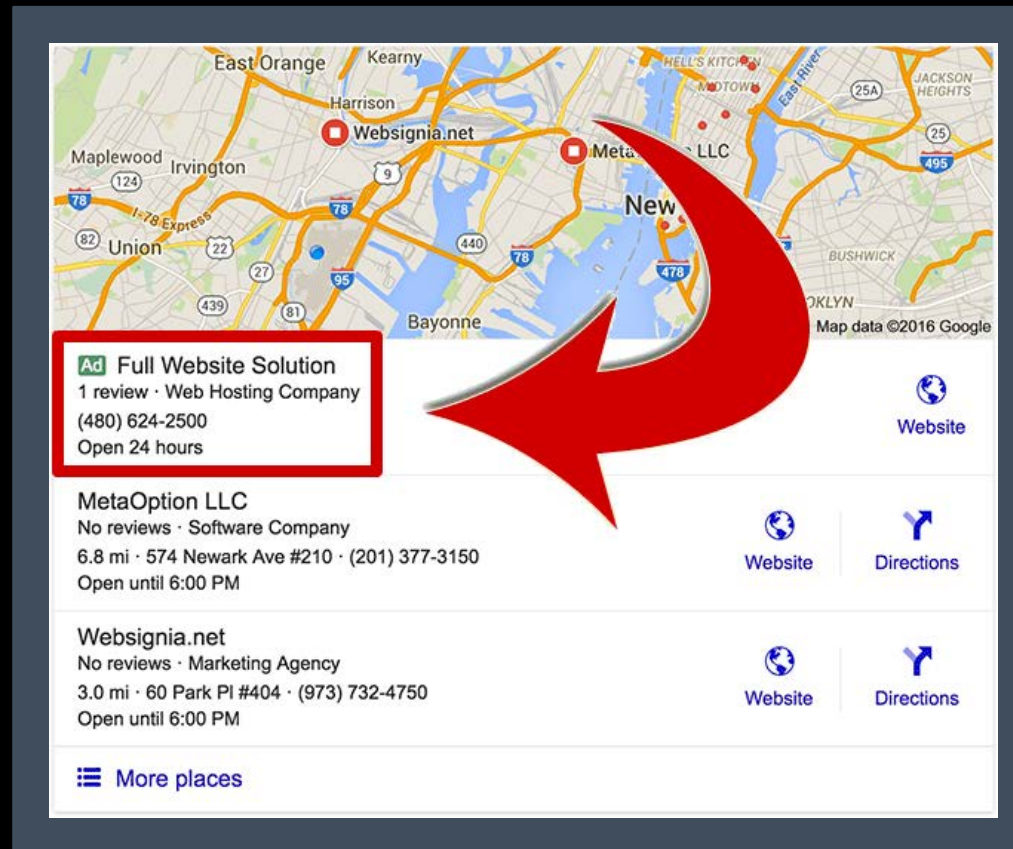 East Orange
Kearny
HELL'S KITCHEN
MIDTOWN
East River
JACKSON
HEIGHTS
25A
Harrison
Websignia.net
25
Maplewood
Irvington
9
LLC
495
124
78
I-78 Express
78
New
82
Union
22
440
78
BUSHWICK
478
27
95
439
81
Bayonne
Map data ©2016 Google
Ad Full Website Solution
1 review · Web Hosting Company
(480) 624-2500
Open 24 hours
Website
MetaOption LLC
No reviews · Software Company
6.8 mi · 574 Newark Ave #210 · (201) 377-3150
Open until 6:00 PM
Website
Directions
Websignia.net
No reviews · Marketing Agency
3.0 mi · 60 Park Pl #404 · (973) 732-4750
Open until 6:00 PM
Website
Directions
More places